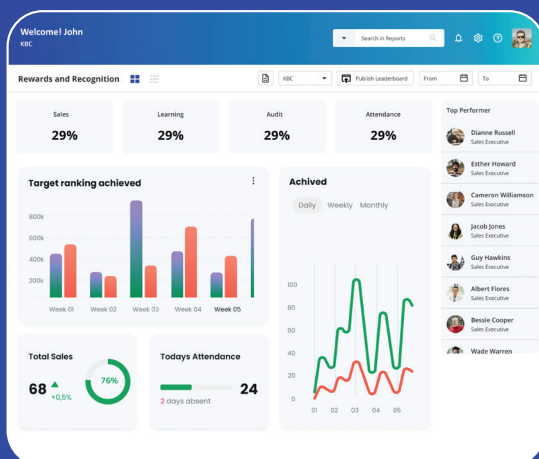 Welcome! John
KBC
Search in Reports
Rewards and Recognition
KBC
Publish Leaderboard
From
To
Sales
29%
Learning
29%
Audit
29%
Attendance
29%
Top Performer
Dianne Russell
Sales Executive
Esther Howard
Sales Executive
Cameron Williamson
Sales Executive
Jacob Jones
Sales Executive
Guy Hawkins
Sales Executive
Albert Flores
Sales Executive
Bessie Cooper
Sales Executive
Wade Warren
Target ranking achieved
800k
600k
400k
200k
Week 01 Week 02 Week 03 Week 04 Week 05
Achived
Daily Weekly Monthly
100
80
60
40
20
0
01 02 03 04 05
Total Sales
68
+0,5%
76%
Todays Attendance
24
2 days absent